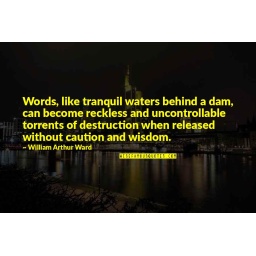 Words, like tranquil waters behind a dam,
can become reckless and uncontrollable
torrents of destruction when released
without caution and wisdom.
~ William Arthur Ward